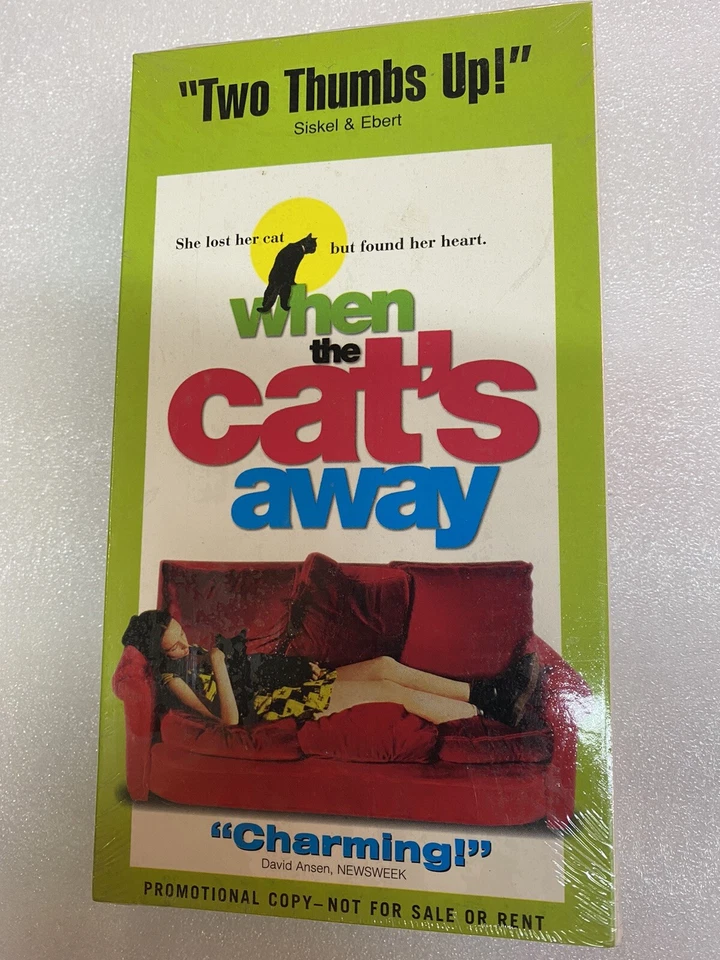 “Two Thumbs Up!”
Siskel & Ebert
She lost her cat but found her heart.
when
the
cat's
away
“Charming!”
David Ansen, NEWSWEEK
PROMOTIONAL COPY–NOT FOR SALE OR RENT